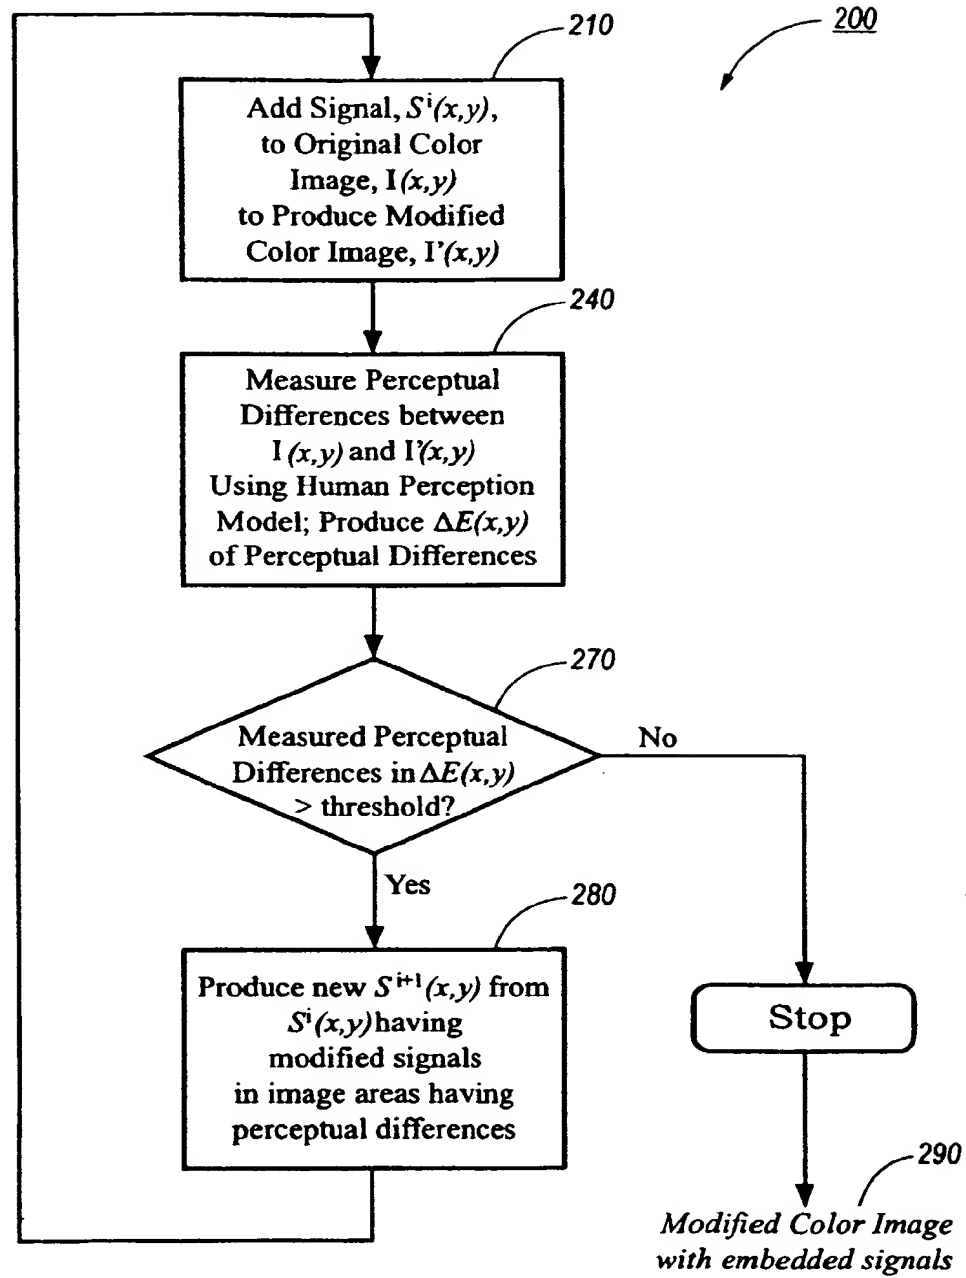 200
210
Add Signal, Sⁱ(x,y),
to Original Color
Image, I(x,y)
to Produce Modified
Color Image, I'(x,y)
240
Measure Perceptual
Differences between
I (x,y) and I'(x,y)
Using Human Perception
Model; Produce ΔE(x,y)
of Perceptual Differences
270
Measured Perceptual
Differences in ΔE(x,y)
> threshold?
No
Yes
280
Produce new Sⁱ⁺¹(x,y) from
Sⁱ(x,y) having
modified signals
in image areas having
perceptual differences
Stop
290
Modified Color Image
with embedded signals